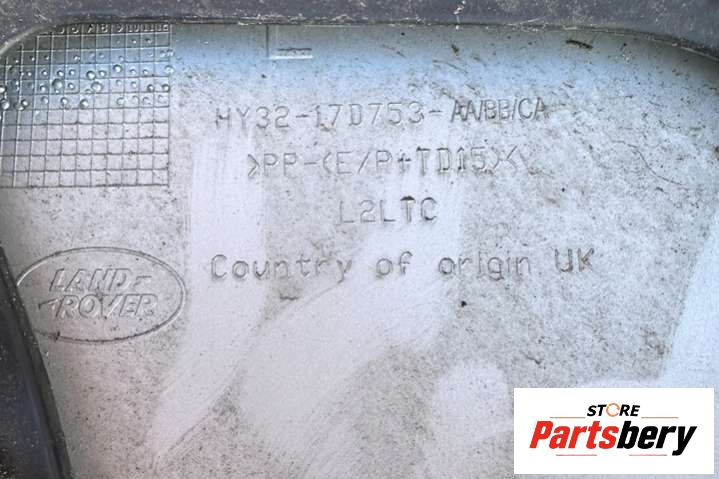 HY32-17D753-AA/BB/CA
>PP-<E/P+TD15><
L2LTC
Country of origin UK
LAND-
ROVER
STORE
Partsbery